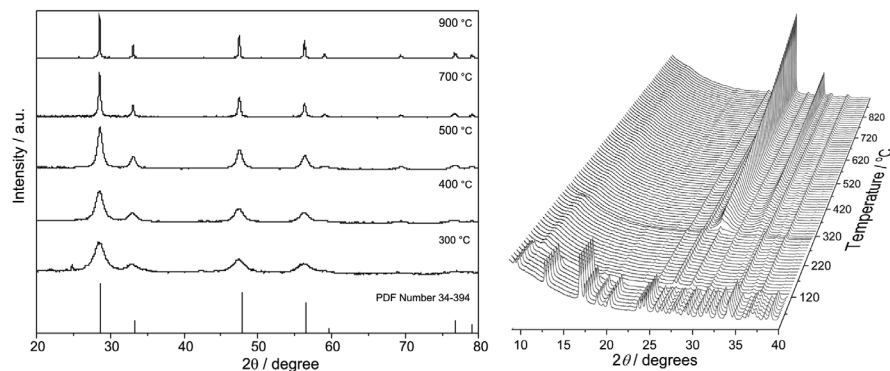 900 °C
700 °C
500 °C
400 °C
300 °C
PDF Number 34-394
Intensity / a.u.
20 30 40 50 60 70 80
2θ / degree
820
720
620
520
420
320
220
120
Temperature / °C
10 15 20 25 30 35 40
2θ / degrees